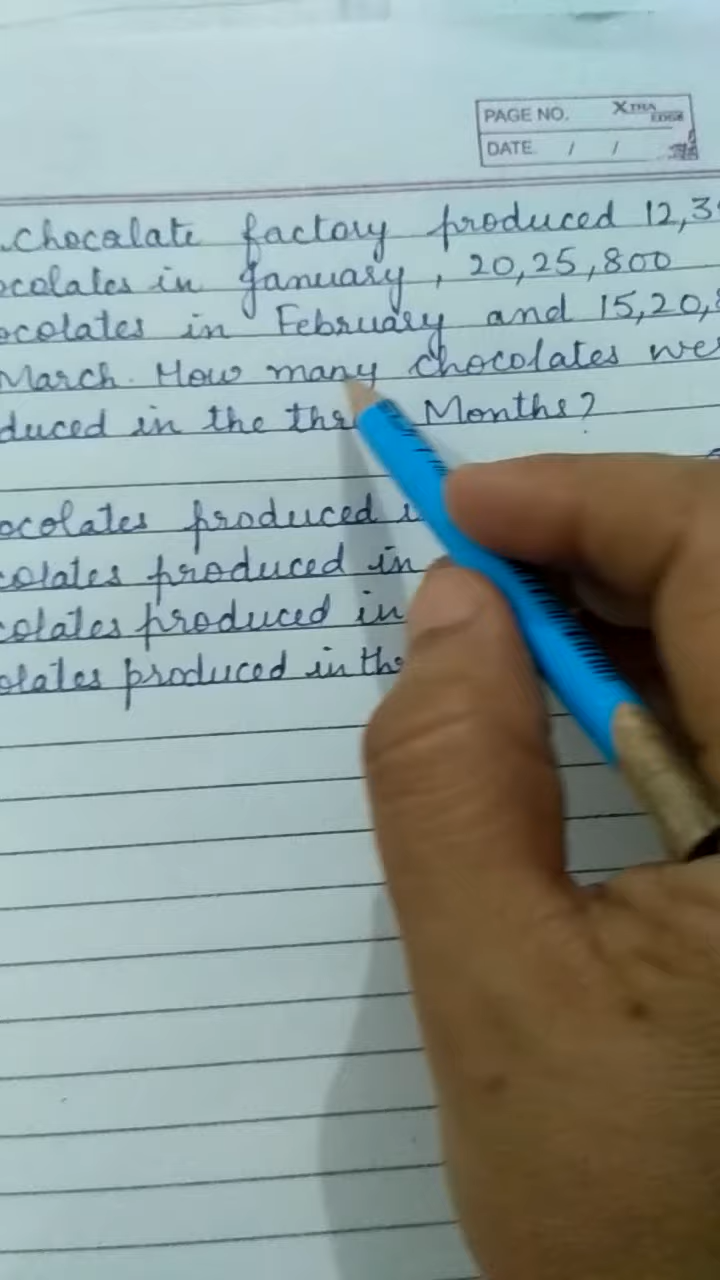 PAGE NO. XTRA EDGE
DATE / /
chocolate factory produced 12,3
ocolates in January, 20,25,800
ocolates in February and 15,20,
March. How many chocolates we
duced in the thr Months?
ocolates produced i
colates produced in
colates produced in
olates produced in the